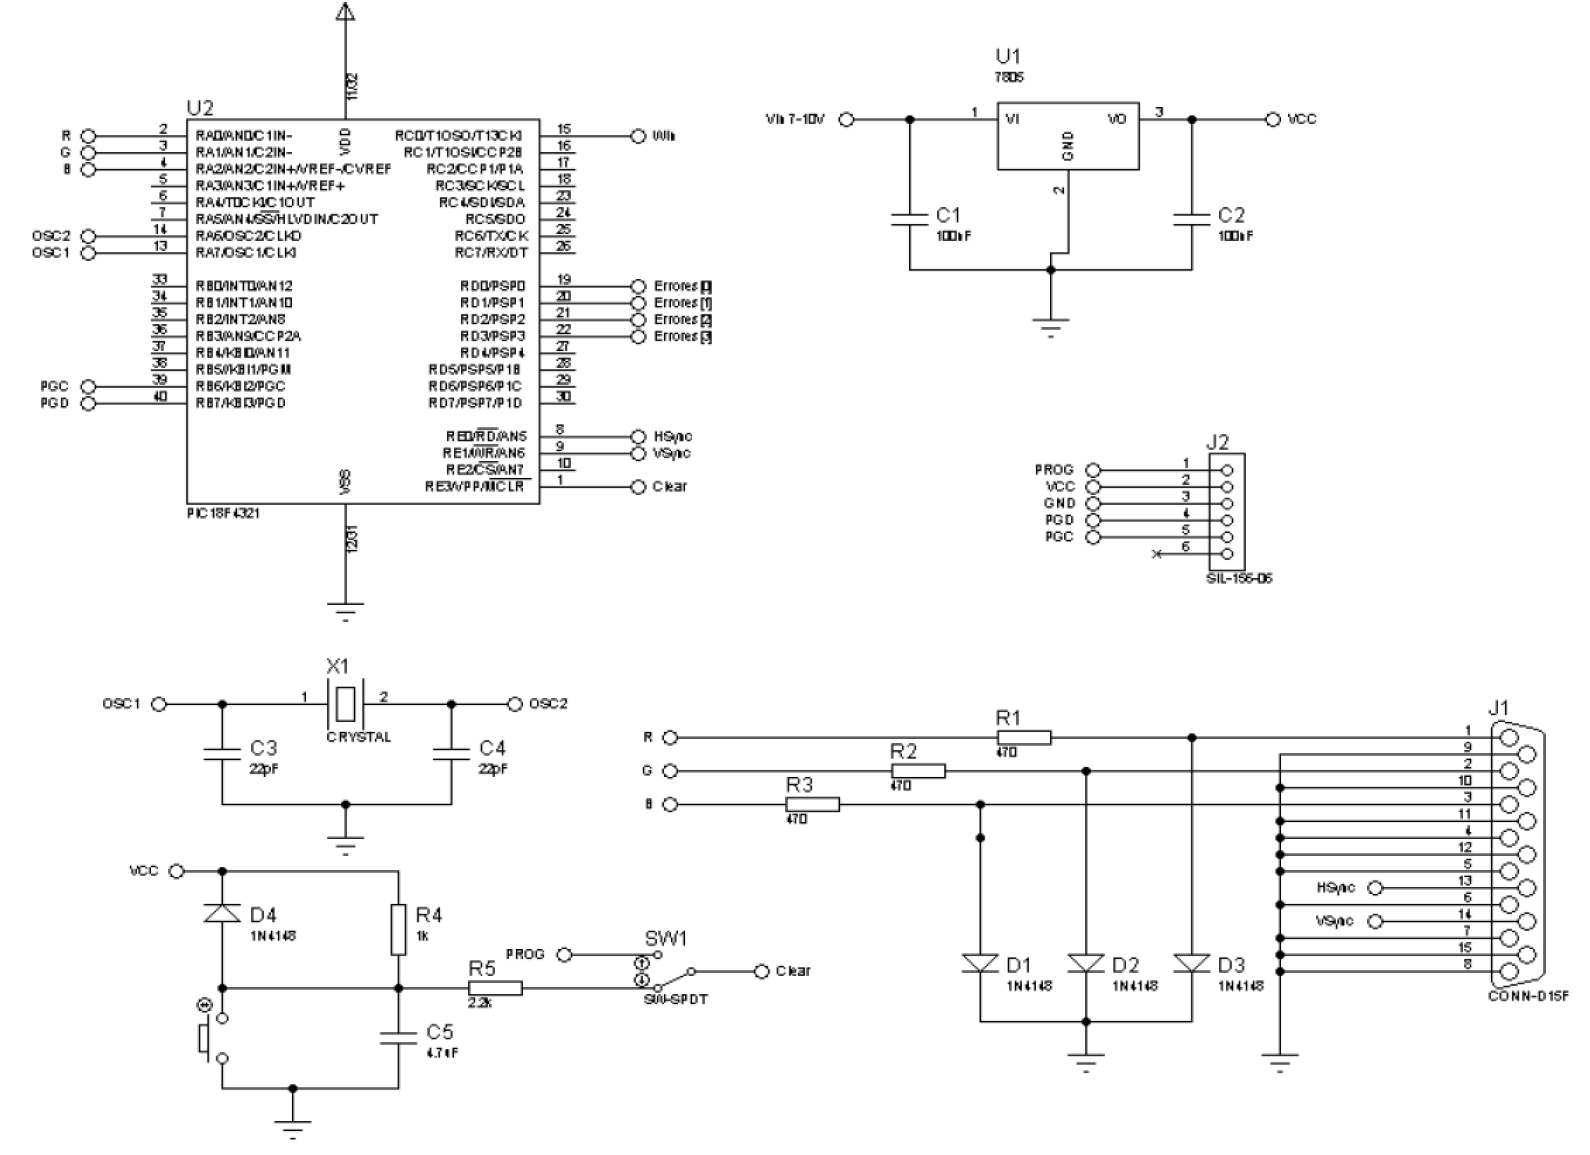 U2
11/32
VDD
R 2 RA0/AN0/C1IN-
G 3 RA1/AN1/C2IN-
B 4 RA2/AN2/C2IN+/VREF-/CVREF
5 RA3/AN3/C1IN+/VREF+
6 RA4/T0CKI/C1OUT
7 RA5/AN4/SS/HLVDIN/C2OUT
OSC2 14 RA6/OSC2/CLKO
OSC1 13 RA7/OSC1/CLKI
33 RB0/INT0/AN12
34 RB1/INT1/AN10
35 RB2/INT2/AN8
36 RB3/AN9/CCP2A
37 RB4/KBI0/AN11
38 RB5/KBI1/PGM
PGC 39 RB6/KBI2/PGC
PGD 40 RB7/KBI3/PGD
RC0/T1OSO/T13CKI 15 Win
RC1/T1OSI/CCP2B 16
RC2/CCP1/P1A 17
RC3/SCK/SCL 18
RC4/SDI/SDA 23
RC5/SDO 24
RC6/TX/CK 25
RC7/RX/DT 26
RD0/PSP0 19 Errores[0]
RD1/PSP1 20 Errores[1]
RD2/PSP2 21 Errores[2]
RD3/PSP3 22 Errores[3]
RD4/PSP4 27
RD5/PSP5/P1B 28
RD6/PSP6/P1C 29
RD7/PSP7/P1D 30
RE0/RD/AN5 8 HSync
RE1/WR/AN6 9 VSync
RE2/CS/AN7 10
RE3/VPP/MCLR 1 Clear
VSS
PIC18F4321
12/31
U1
7805
Vin 7-10V 1 VI VO 3 VCC
GND
2
C1
100nF
C2
100nF
J2
PROG 1
VCC 2
GND 3
PGD 4
PGC 5
6
SIL-156-06
X1
OSC1 1 2 OSC2
CRYSTAL
C3
22pF
C4
22pF
VCC
D4
1N4148
R4
1k
R5
2.2k
PROG
SW1
Clear
SW-SPDT
C5
4.7nF
R
R1
470
G
R2
470
B
R3
470
D1
1N4148
D2
1N4148
D3
1N4148
J1
1
9
2
10
3
11
4
12
5
HSync 13
6
VSync 14
7
15
8
CONN-D15F